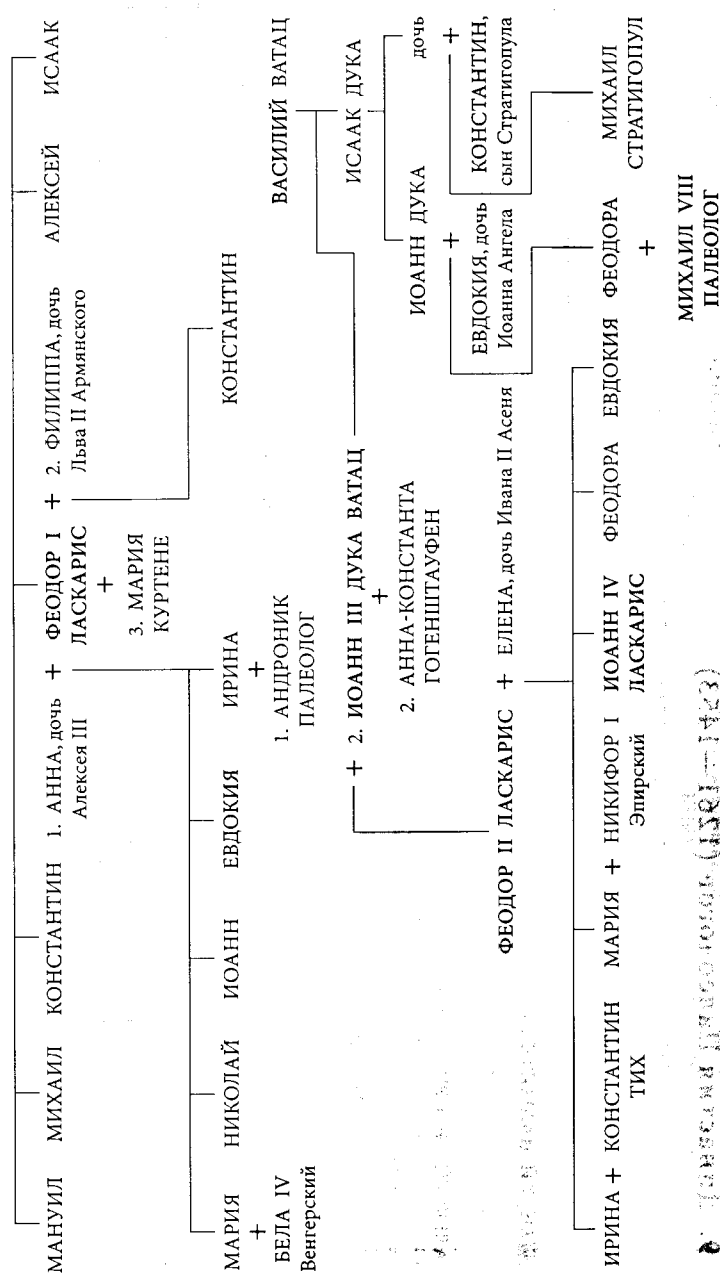 МАНУИЛ МИХАИЛ КОНСТАНТИН 1. АННА, дочь + ФЕОДОР I + 2. ФИЛИППА, дочь АЛЕКСЕЙ ИСААК
Алексея III ЛАСКАРИС Льва II Армянского
+
3. МАРИЯ
КУРТЕНЕ
МАРИЯ НИКОЛАЙ ИОАНН ЕВДОКИЯ ИРИНА КОНСТАНТИН
+ +
БЕЛА IV 1. АНДРОНИК
Венгерский ПАЛЕОЛОГ
ВАСИЛИЙ ВАТАЦ
+ 2. ИОАНН III ДУКА ВАТАЦ ИСААК ДУКА
+
2. АННА-КОНСТАНТА
ГОГЕНШТАУФЕН
ИОАНН ДУКА дочь
+ +
ЕВДОКИЯ, дочь КОНСТАНТИН,
Иоанна Ангела сын Стратигопула
ФЕОДОР II ЛАСКАРИС + ЕЛЕНА, дочь Ивана II Асеня
ИРИНА + КОНСТАНТИН МАРИЯ + НИКИФОР I ИОАНН IV ФЕОДОРА ЕВДОКИЯ ФЕОДОРА МИХАИЛ
ТИХ Эпирский ЛАСКАРИС + СТРАТИГОПУЛ
МИХАИЛ VIII
ПАЛЕОЛОГ